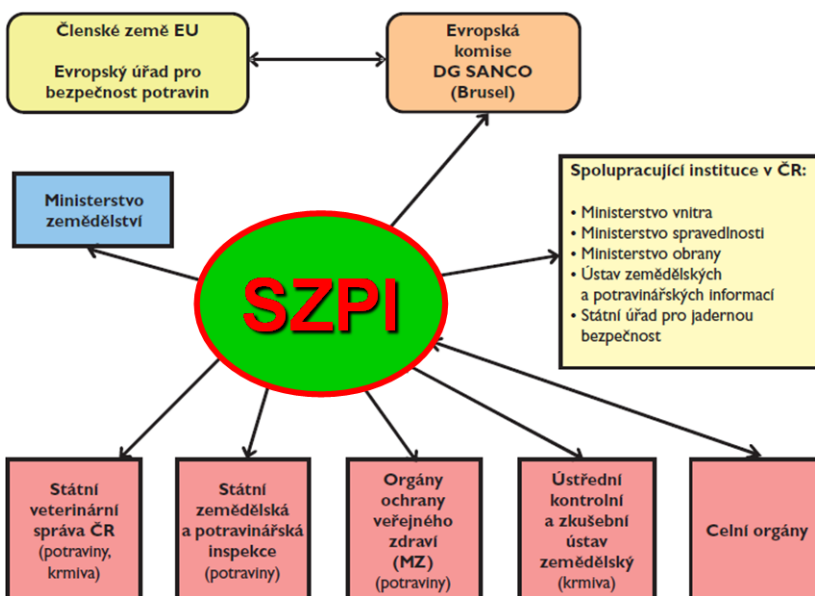 Členské země EU
Evropský úřad pro
bezpečnost potravin
Evropská
komise
DG SANCO
(Brusel)
Ministerstvo
zemědělství
Spolupracující instituce v ČR:
• Ministerstvo vnitra
• Ministerstvo spravedlnosti
• Ministerstvo obrany
• Ústav zemědělských
a potravinářských informací
• Státní úřad pro jadernou
bezpečnost
SZPI
Státní
veterinární
správa ČR
(potraviny,
krmiva)
Státní
zemědělská
a potravinářská
inspekce
(potraviny)
Orgány
ochrany
veřejného
zdraví
(MZ)
(potraviny)
Ústřední
kontrolní
a zkušební
ústav
zemědělský
(krmiva)
Celní orgány